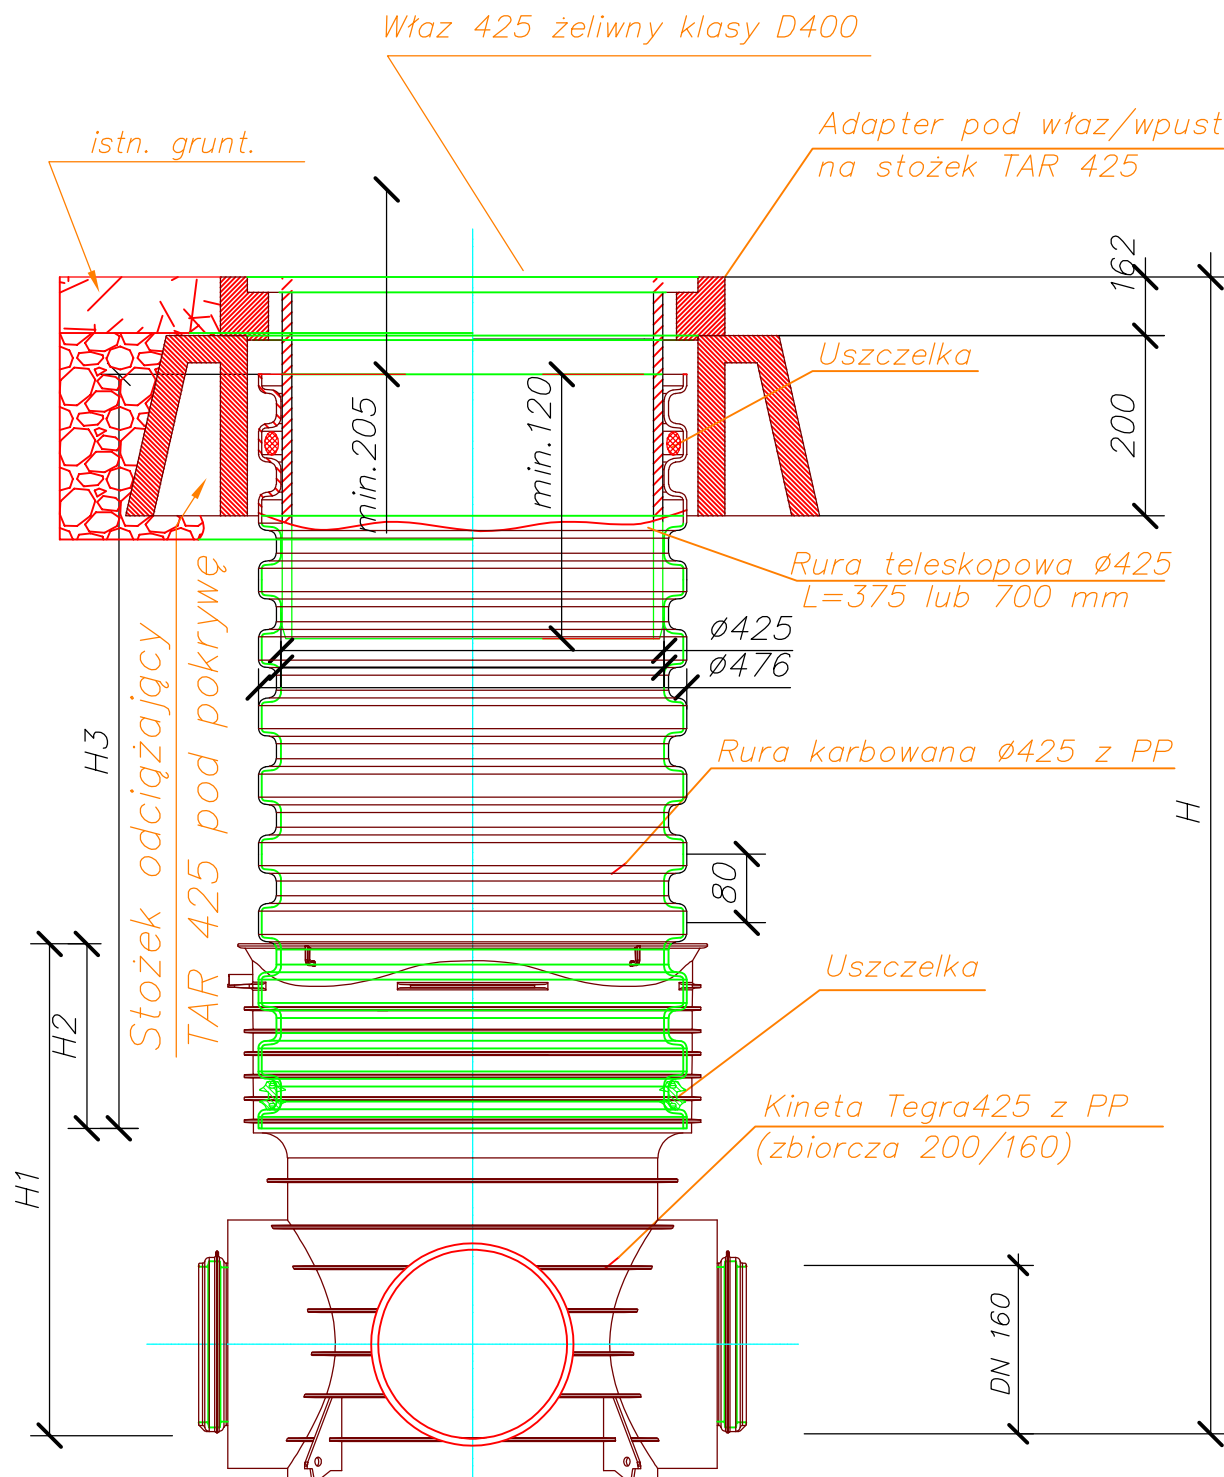 Właz 425 żeliwny klasy D400
Adapter pod właz/wpust
na stożek TAR 425
istn. grunt.
162
Uszczelka
200
min.205
min.120
Rura teleskopowa ø425
L=375 lub 700 mm
ø425
ø476
Stożek odciążający
TAR 425 pod pokrywę
H3
Rura karbowana ø425 z PP
H
80
Uszczelka
H2
Kineta Tegra425 z PP
(zbiorcza 200/160)
H1
DN 160